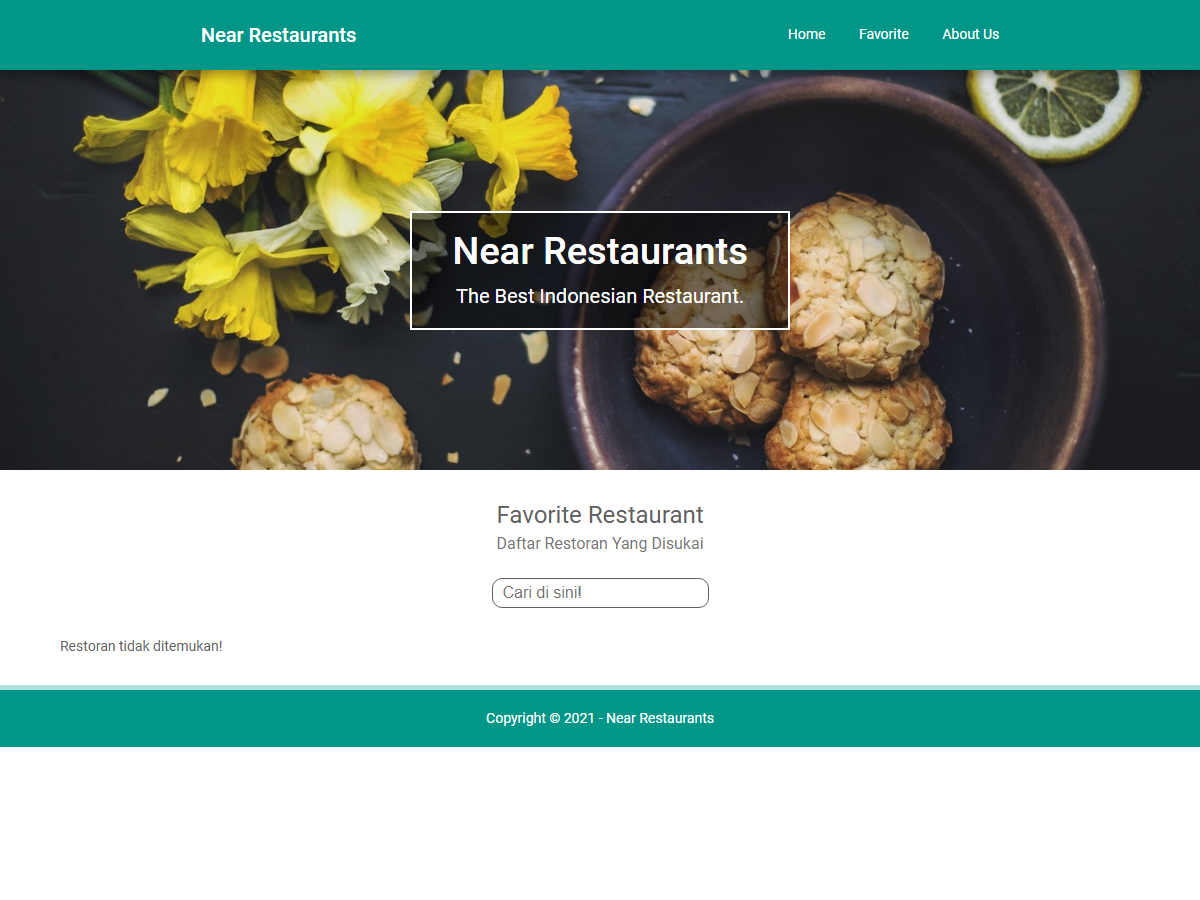 Near Restaurants
Home
Favorite
About Us
Near Restaurants
The Best Indonesian Restaurant.
Favorite Restaurant
Daftar Restoran Yang Disukai
Cari di sini!
Restoran tidak ditemukan!
Copyright © 2021 - Near Restaurants